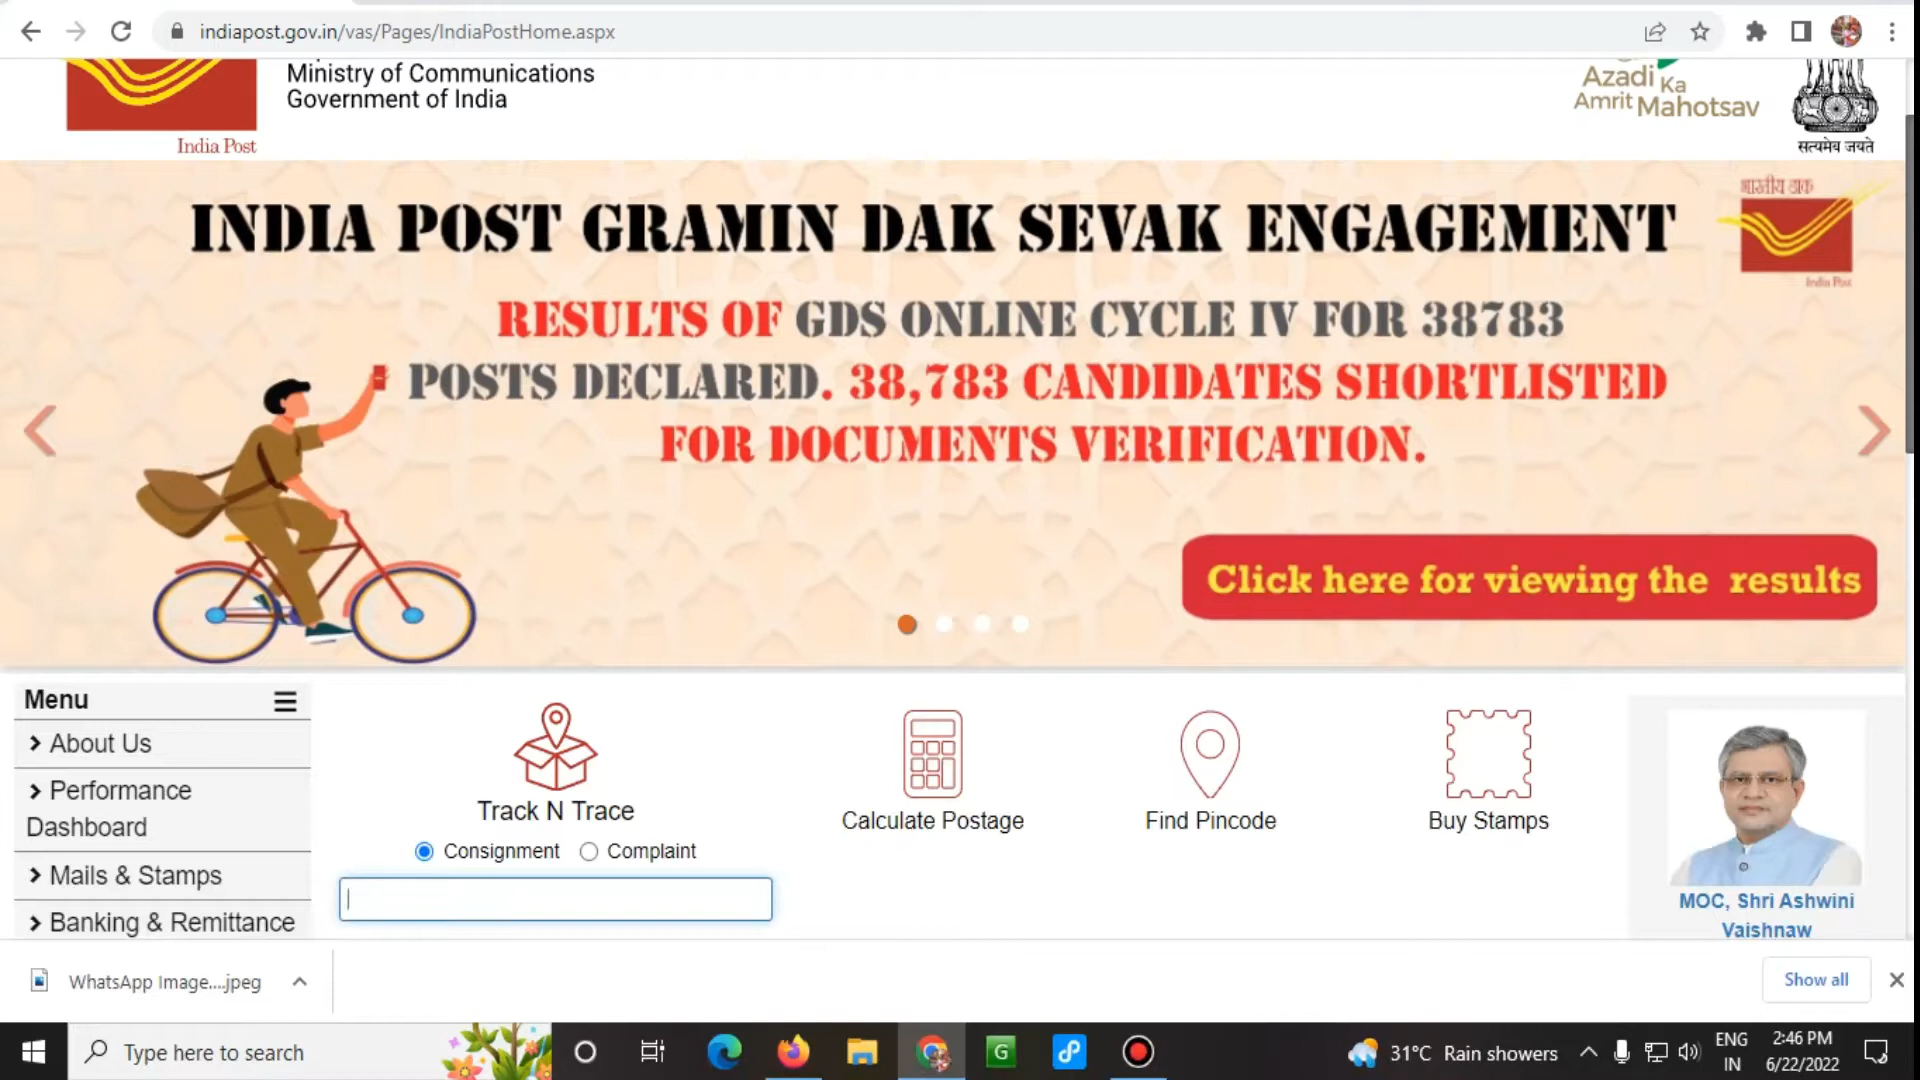 indiapost.gov.in/vas/Pages/IndiaPostHome.aspx
Ministry of Communications
Government of India
India Post
Azadi Ka
Amrit Mahotsav
सत्यमेव जयते
भारतीय डाक
India Post
INDIA POST GRAMIN DAK SEVAK ENGAGEMENT
RESULTS OF GDS ONLINE CYCLE IV FOR 38783
POSTS DECLARED. 38,783 CANDIDATES SHORTLISTED
FOR DOCUMENTS VERIFICATION.
Click here for viewing the results
Menu
About Us
Performance
Dashboard
Mails & Stamps
Banking & Remittance
Track N Trace
Consignment Complaint
Calculate Postage
Find Pincode
Buy Stamps
MOC, Shri Ashwini
Vaishnaw
WhatsApp Image....jpeg
Show all
Type here to search
G
31°C Rain showers
ENG
IN
2:46 PM
6/22/2022